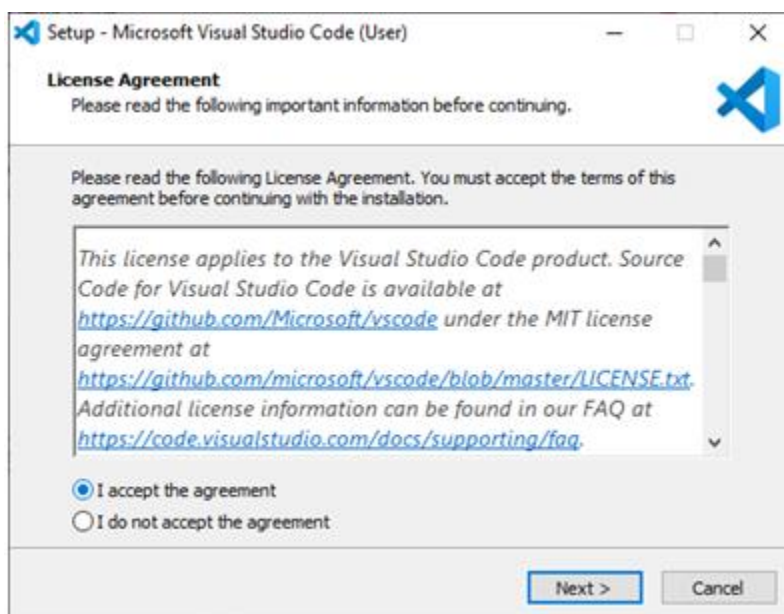 Setup - Microsoft Visual Studio Code (User)
License Agreement
Please read the following important information before continuing.
Please read the following License Agreement. You must accept the terms of this
agreement before continuing with the installation.
This license applies to the Visual Studio Code product. Source
Code for Visual Studio Code is available at
https://github.com/Microsoft/vscode under the MIT license
agreement at
https://github.com/microsoft/vscode/blob/master/LICENSE.txt.
Additional license information can be found in our FAQ at
https://code.visualstudio.com/docs/supporting/faq.
I accept the agreement
I do not accept the agreement
Next >
Cancel